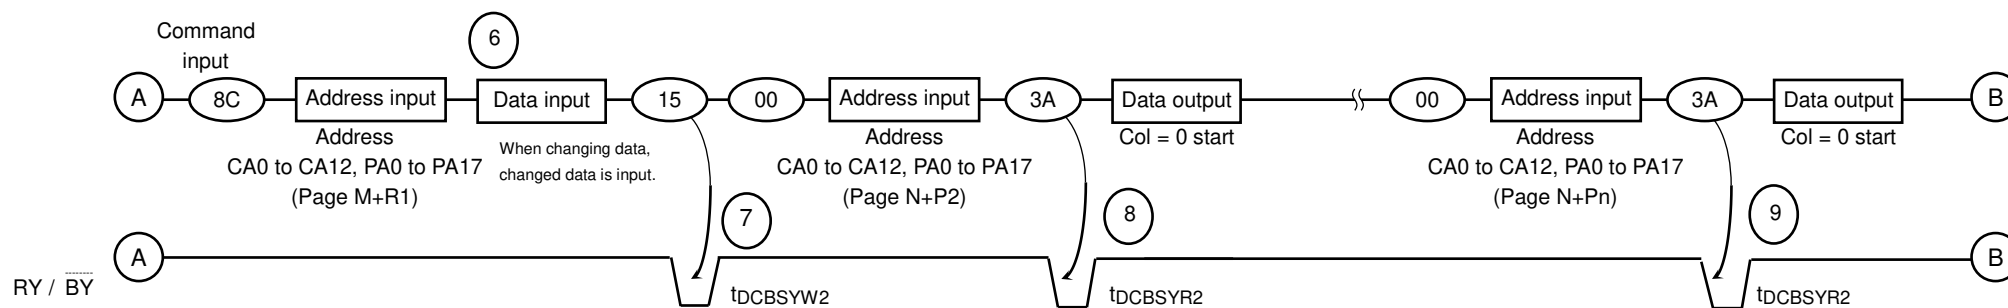 Command
input
6
A
8C
Address input
Data input
15
00
Address input
3A
Data output
00
Address input
3A
Data output
B
Address
CA0 to CA12, PA0 to PA17
(Page M+R1)
When changing data,
changed data is input.
Address
CA0 to CA12, PA0 to PA17
(Page N+P2)
Col = 0 start
Address
CA0 to CA12, PA0 to PA17
(Page N+Pn)
Col = 0 start
7
8
9
A
B
RY / BY
tDCBSYW2
tDCBSYR2
tDCBSYR2